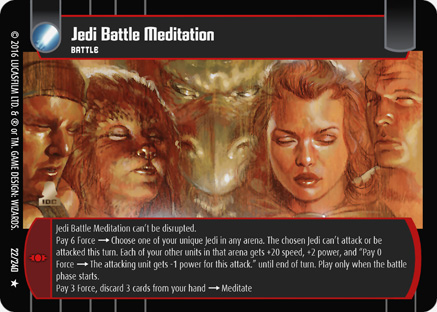 Jedi Battle Meditation
BATTLE
Jedi Battle Meditation can't be disrupted.
Pay 6 Force → Choose one of your unique Jedi in any arena. The chosen Jedi can't attack or be
attacked this turn. Each of your other units in that arena gets +20 speed, +2 power, and "Pay 0
Force → The attacking unit gets -1 power for this attack." until end of turn. Play only when the battle
phase starts.
Pay 3 Force, discard 3 cards from your hand → Meditate
© 2016 LUCASFILM LTD. & ® or TM. GAME DESIGN: WIZARDS.
22/240 ★